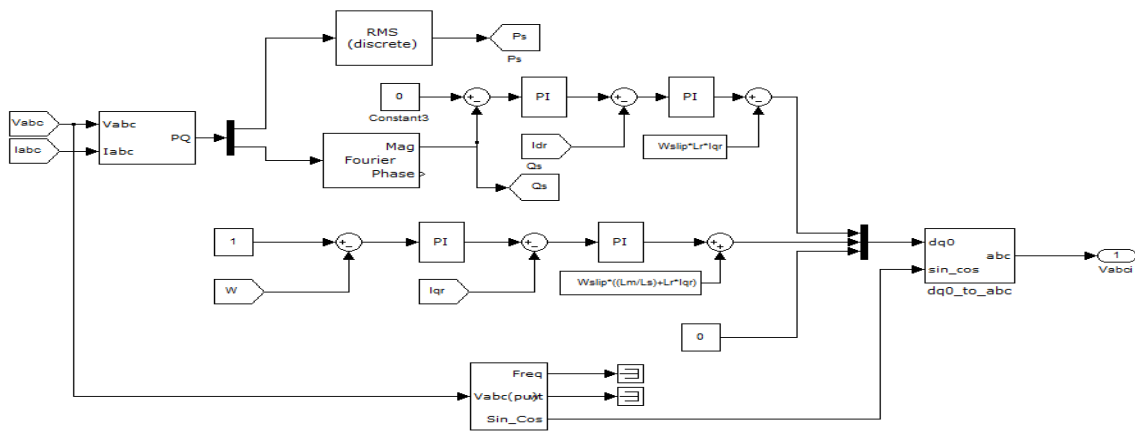 RMS
(discrete)
Ps
Ps
0
Constant3
PI
PI
Vabc
Iabc
Vabc
Iabc
PQ
Mag
Fourier
Phase
Idr
Qs
Qs
Wslip*Lr*Iqr
1
PI
PI
W
Iqr
Wslip*((Lm/Ls)+Lr*Iqr)
0
dq0
sin_cos
abc
dq0_to_abc
1
Vabci
Freq
Vabc(pu)
Sin_Cos